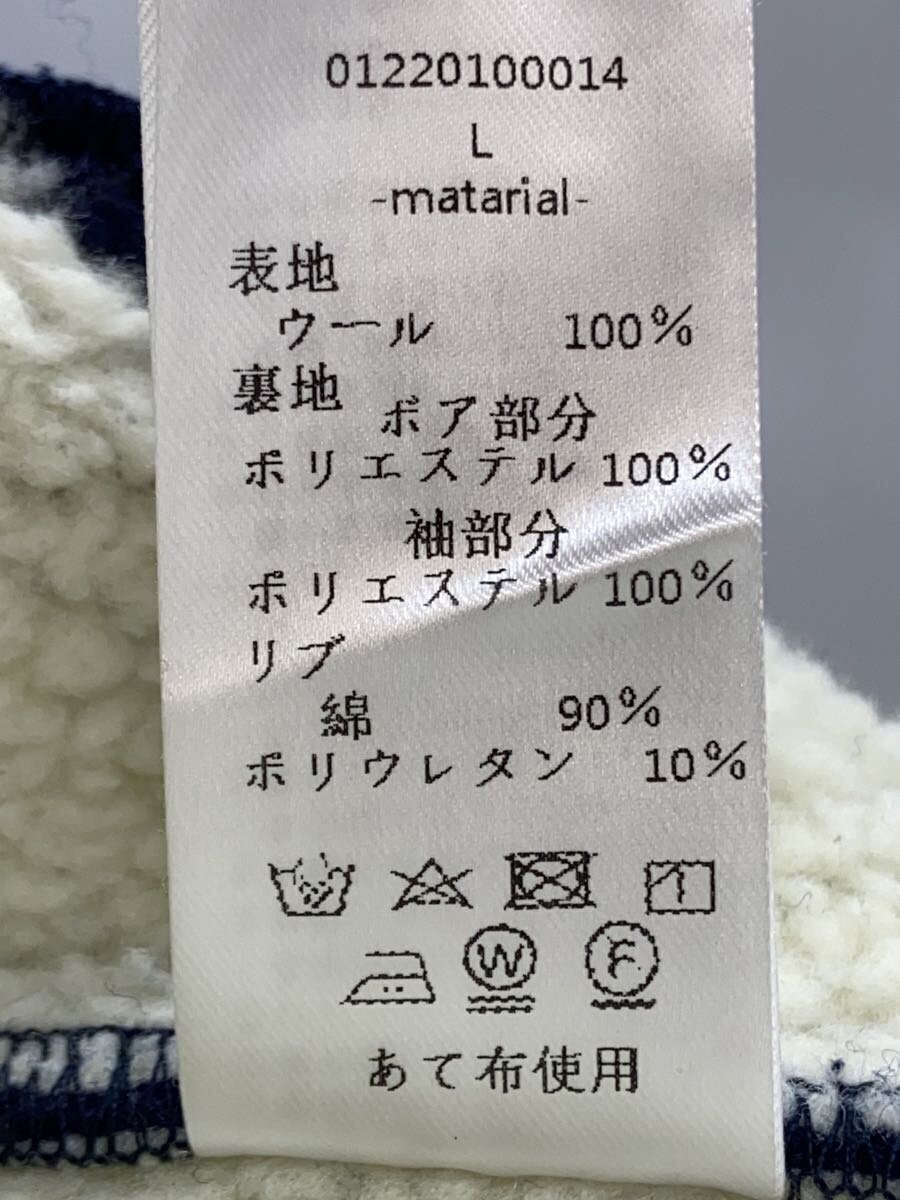 01220100014
L
-matarial-
表地
ウール 100%
裏地
ボア部分
ポリエステル 100%
袖部分
ポリエステル 100%
リブ
綿 90%
ポリウレタン 10%
W F
あて布使用